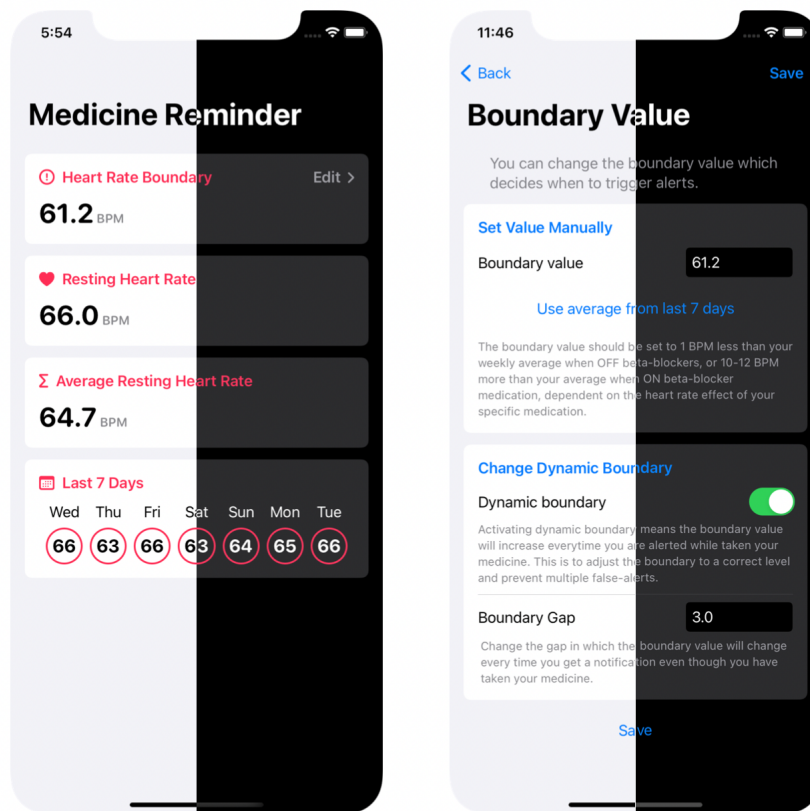 5:54
Medicine Reminder
Heart Rate Boundary
Edit >
61.2 BPM
Resting Heart Rate
66.0 BPM
Σ Average Resting Heart Rate
64.7 BPM
Last 7 Days
Wed Thu Fri Sat Sun Mon Tue
66 63 66 63 64 65 66
11:46
Back
Save
Boundary Value
You can change the boundary value which
decides when to trigger alerts.
Set Value Manually
Boundary value
61.2
Use average from last 7 days
The boundary value should be set to 1 BPM less than your
weekly average when OFF beta-blockers, or 10-12 BPM
more than your average when ON beta-blocker
medication, dependent on the heart rate effect of your
specific medication.
Change Dynamic Boundary
Dynamic boundary
Activating dynamic boundary means the boundary value
will increase everytime you are alerted while taken your
medicine. This is to adjust the boundary to a correct level
and prevent multiple false-alerts.
Boundary Gap
3.0
Change the gap in which the boundary value will change
every time you get a notification even though you have
taken your medicine.
Save